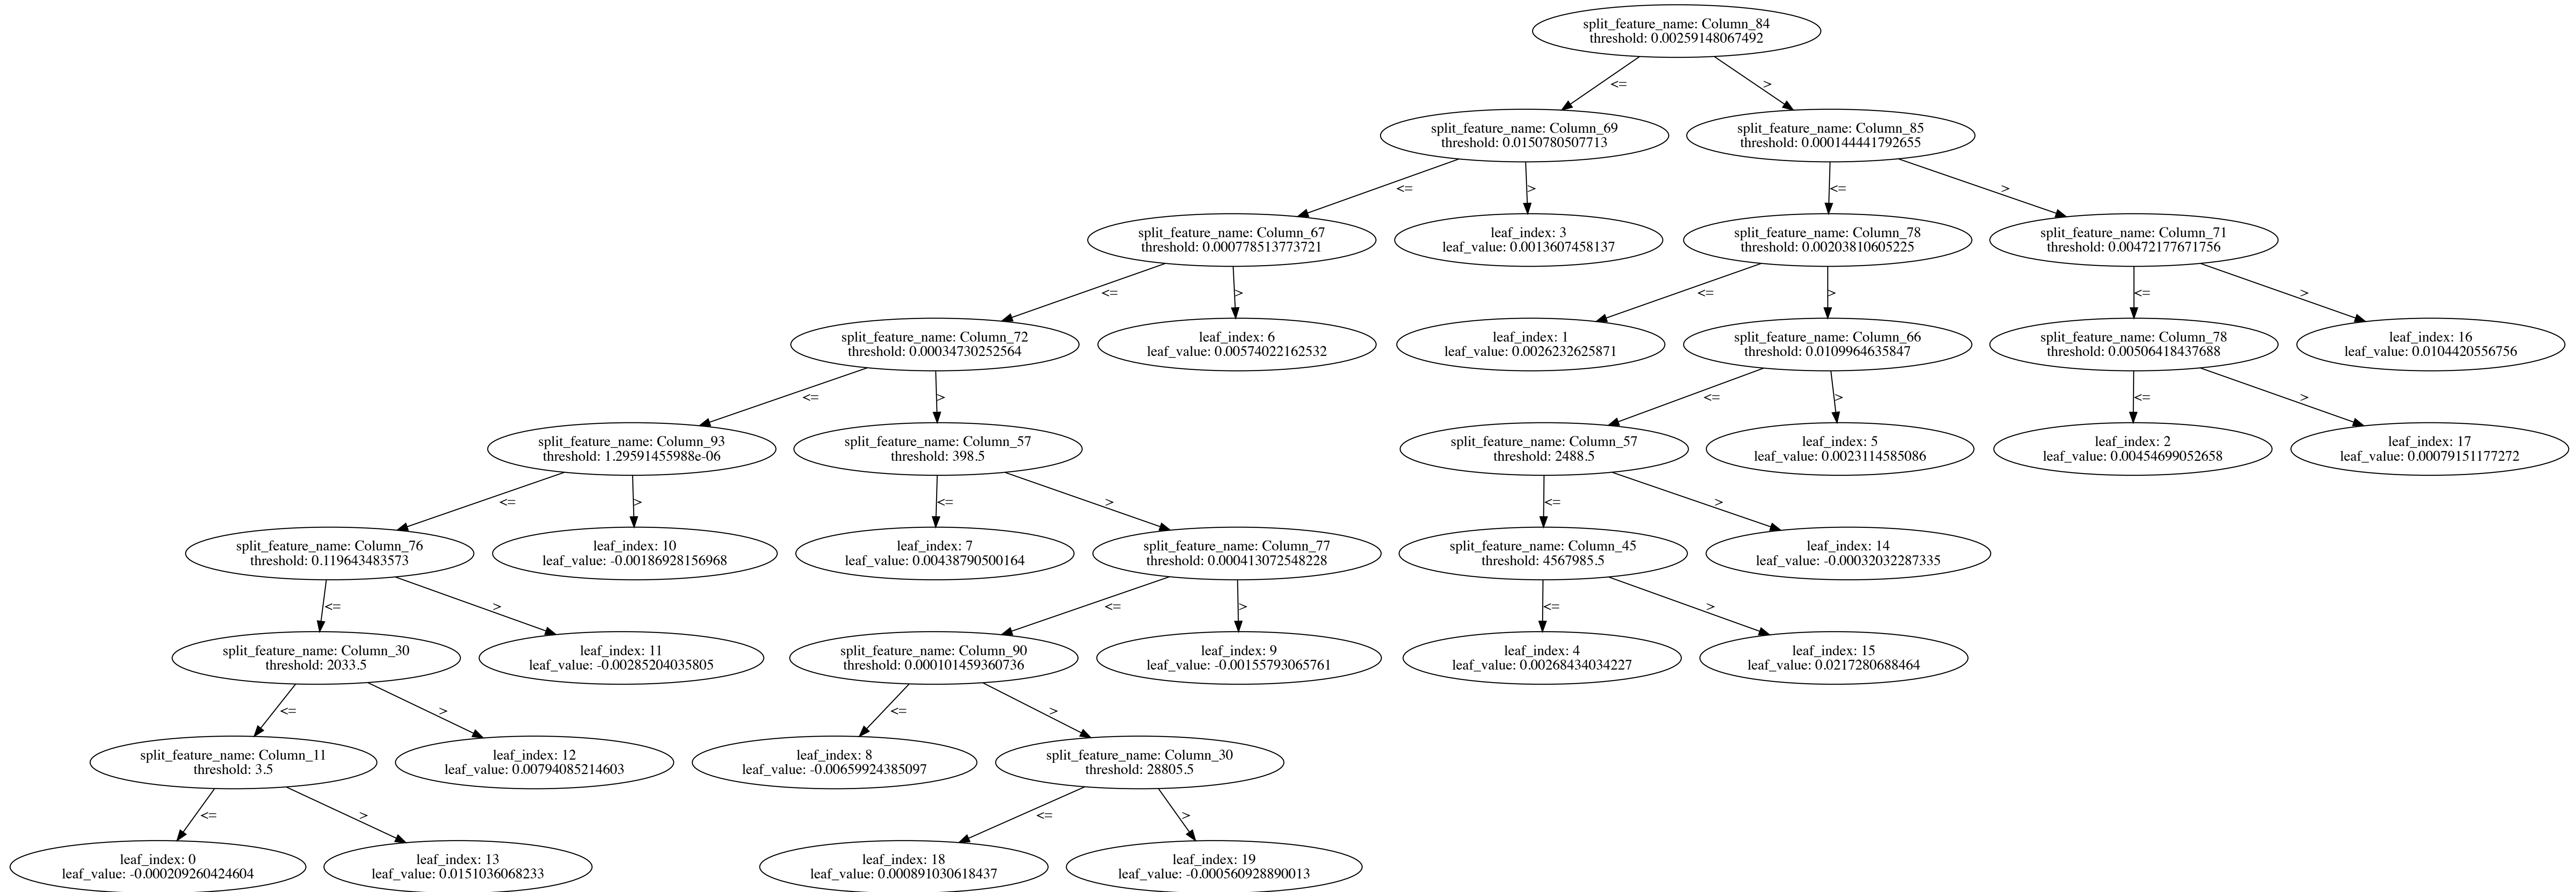 split_feature_name: Column_84
threshold: 0.00259148067492
<=
>
split_feature_name: Column_69
threshold: 0.0150780507713
split_feature_name: Column_85
threshold: 0.000144441792655
<=
>
<=
>
split_feature_name: Column_67
threshold: 0.000778513773721
leaf_index: 3
leaf_value: 0.0013607458137
split_feature_name: Column_78
threshold: 0.00203810605225
split_feature_name: Column_71
threshold: 0.00472177671756
<=
>
<=
>
<=
>
split_feature_name: Column_72
threshold: 0.00034730252564
leaf_index: 6
leaf_value: 0.00574022162532
leaf_index: 1
leaf_value: 0.0026232625871
split_feature_name: Column_66
threshold: 0.0109964635847
split_feature_name: Column_78
threshold: 0.00506418437688
leaf_index: 16
leaf_value: 0.0104420556756
<=
>
<=
>
<=
>
split_feature_name: Column_93
threshold: 1.29591455988e-06
split_feature_name: Column_57
threshold: 398.5
split_feature_name: Column_57
threshold: 2488.5
leaf_index: 5
leaf_value: 0.0023114585086
leaf_index: 2
leaf_value: 0.00454699052658
leaf_index: 17
leaf_value: 0.00079151177272
<=
>
<=
>
<=
>
split_feature_name: Column_76
threshold: 0.119643483573
leaf_index: 10
leaf_value: -0.00186928156968
leaf_index: 7
leaf_value: 0.00438790500164
split_feature_name: Column_77
threshold: 0.000413072548228
split_feature_name: Column_45
threshold: 4567985.5
leaf_index: 14
leaf_value: -0.00032032287335
<=
>
<=
>
<=
>
split_feature_name: Column_30
threshold: 2033.5
leaf_index: 11
leaf_value: -0.00285204035805
split_feature_name: Column_90
threshold: 0.000101459360736
leaf_index: 9
leaf_value: -0.00155793065761
leaf_index: 4
leaf_value: 0.00268434034227
leaf_index: 15
leaf_value: 0.0217280688464
<=
>
<=
>
split_feature_name: Column_11
threshold: 3.5
leaf_index: 12
leaf_value: 0.00794085214603
leaf_index: 8
leaf_value: -0.00659924385097
split_feature_name: Column_30
threshold: 28805.5
<=
>
<=
>
leaf_index: 0
leaf_value: -0.000209260424604
leaf_index: 13
leaf_value: 0.0151036068233
leaf_index: 18
leaf_value: 0.000891030618437
leaf_index: 19
leaf_value: -0.000560928890013